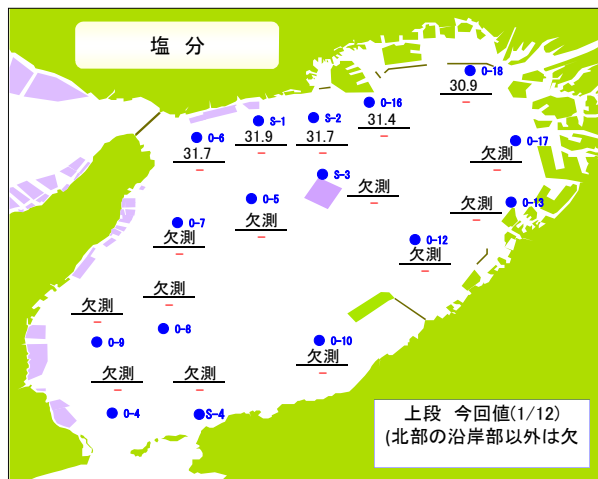 塩 分
O-18
30.9
－
O-16
31.4
－
S-2
31.7
－
S-1
31.9
－
O-6
31.7
－
O-17
欠測
－
S-3
欠測
－
O-5
欠測
－
O-13
欠測
－
O-7
欠測
－
O-12
欠測
－
欠測
－
O-8
欠測
－
O-9
O-10
欠測
－
欠測
－
O-4
欠測
－
S-4
上段 今回値(1/12)
(北部の沿岸部以外は欠